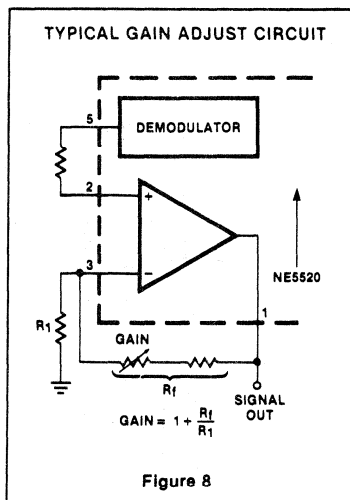 TYPICAL GAIN ADJUST CIRCUIT
5
DEMODULATOR
2
+
3
−
NE5520
1
R1
GAIN
Rf
SIGNAL
OUT
GAIN = 1 + Rf/R1
Figure 8